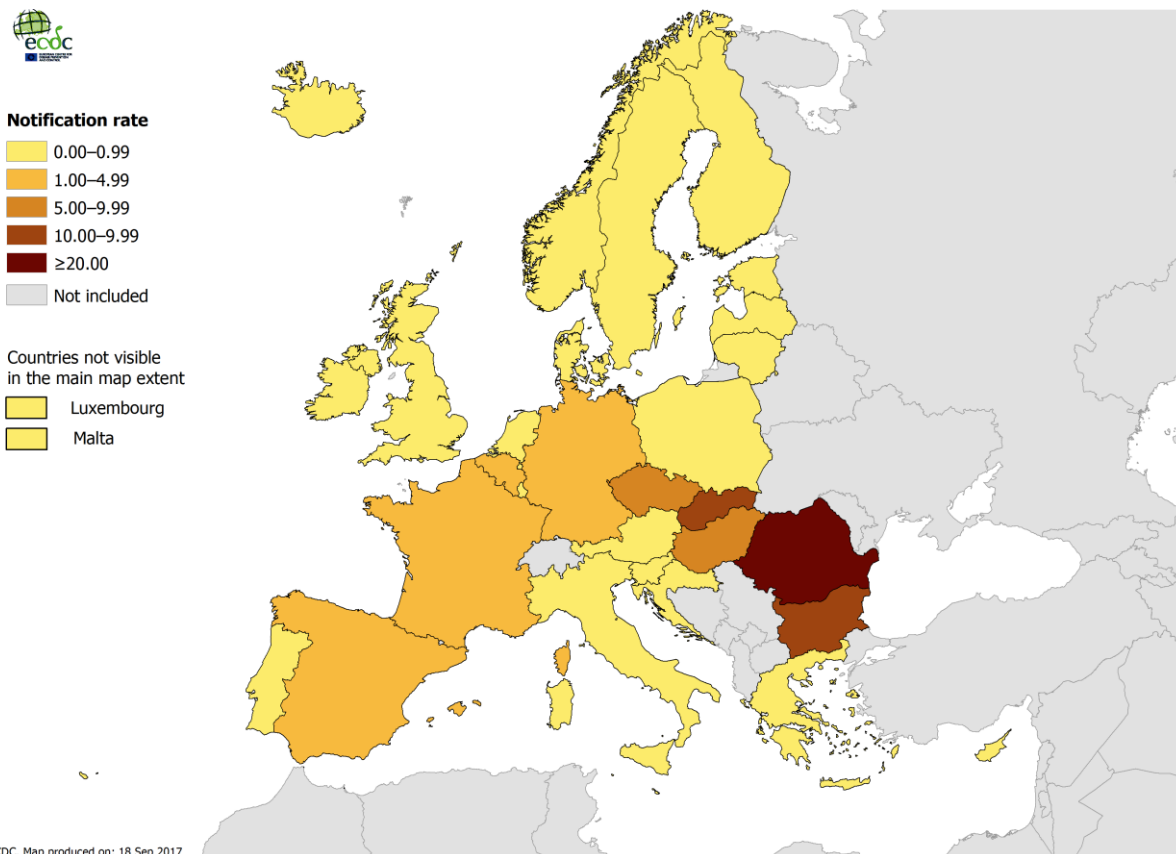 ecdc
Notification rate
0.00–0.99
1.00–4.99
5.00–9.99
10.00–9.99
≥20.00
Not included
Countries not visible
in the main map extent
Luxembourg
Malta
Map produced on: 18 Sep 2017